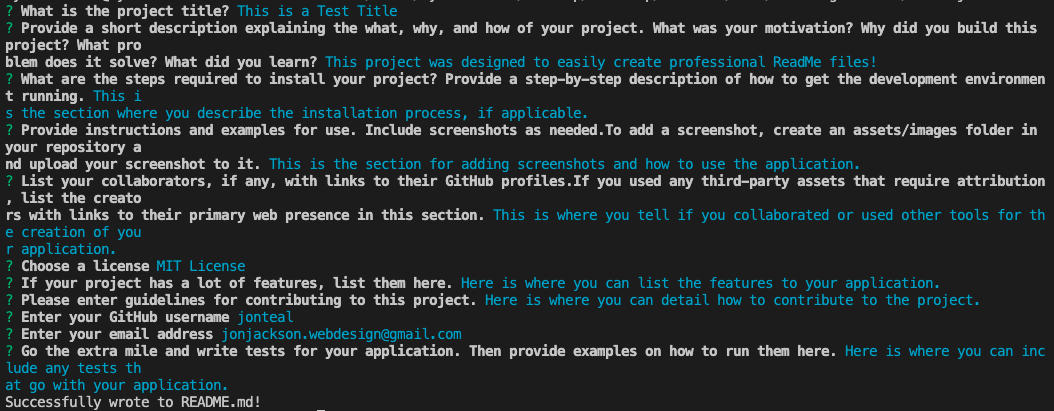 ? What is the project title? This is a Test Title
? Provide a short description explaining the what, why, and how of your project. What was your motivation? Why did you build this
project? What pro
blem does it solve? What did you learn? This project was designed to easily create professional ReadMe files!
? What are the steps required to install your project? Provide a step-by-step description of how to get the development environmen
t running. This i
s the section where you describe the installation process, if applicable.
? Provide instructions and examples for use. Include screenshots as needed.To add a screenshot, create an assets/images folder in
your repository a
nd upload your screenshot to it. This is the section for adding screenshots and how to use the application.
? List your collaborators, if any, with links to their GitHub profiles.If you used any third-party assets that require attribution
, list the creato
rs with links to their primary web presence in this section. This is where you tell if you collaborated or used other tools for th
e creation of you
r application.
? Choose a license MIT License
? If your project has a lot of features, list them here. Here is where you can list the features to your application.
? Please enter guidelines for contributing to this project. Here is where you can detail how to contribute to the project.
? Enter your GitHub username jonteal
? Enter your email address jonjackson.webdesign@gmail.com
? Go the extra mile and write tests for your application. Then provide examples on how to run them here. Here is where you can inc
lude any tests th
at go with your application.
Successfully wrote to README.md!